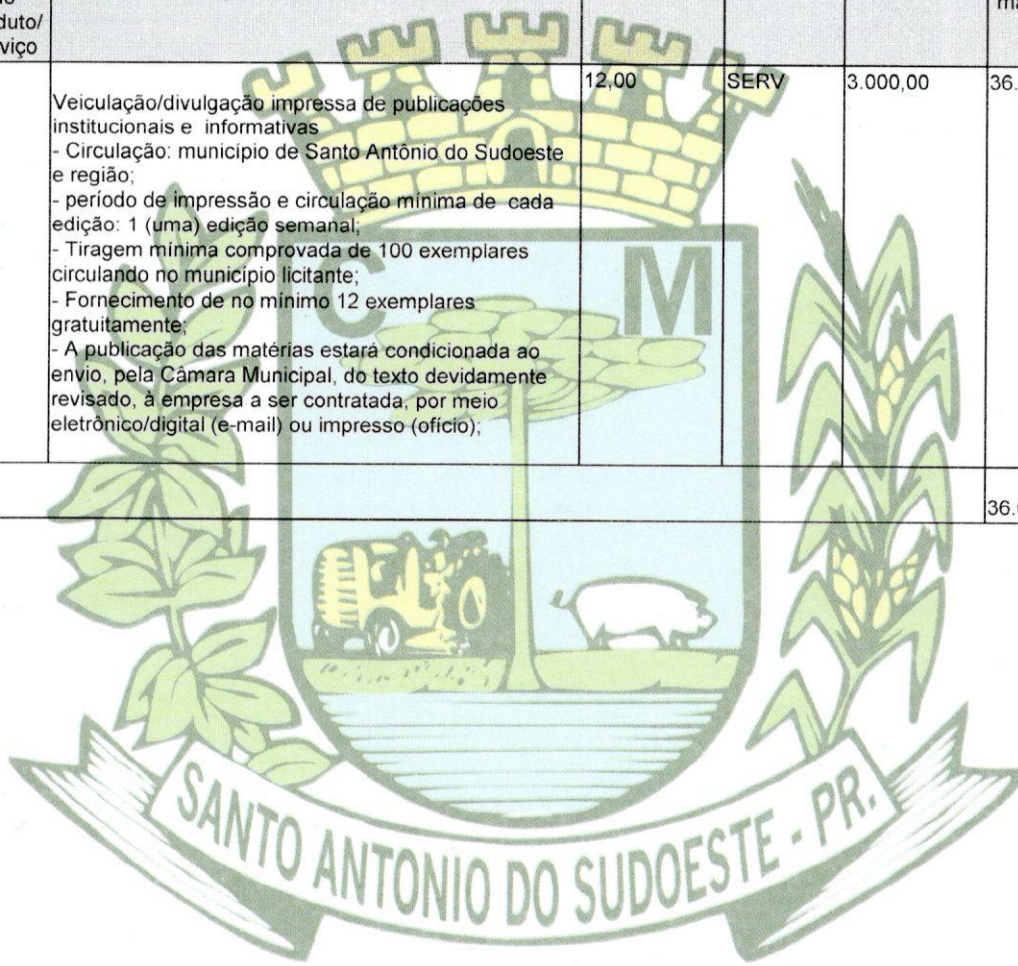 duto/
viço
12,00 SERV 3.000,00 36.
Veiculação/divulgação impressa de publicações
institucionais e informativas
- Circulação: município de Santo Antônio do Sudoeste
e região;
- período de impressão e circulação mínima de cada
edição: 1 (uma) edição semanal;
- Tiragem mínima comprovada de 100 exemplares
circulando no município licitante;
- Fornecimento de no mínimo 12 exemplares
gratuitamente;
- A publicação das matérias estará condicionada ao
envio, pela Câmara Municipal, do texto devidamente
revisado, à empresa a ser contratada, por meio
eletrônico/digital (e-mail) ou impresso (ofício);
36.
C M
SANTO ANTONIO DO SUDOESTE - PR.